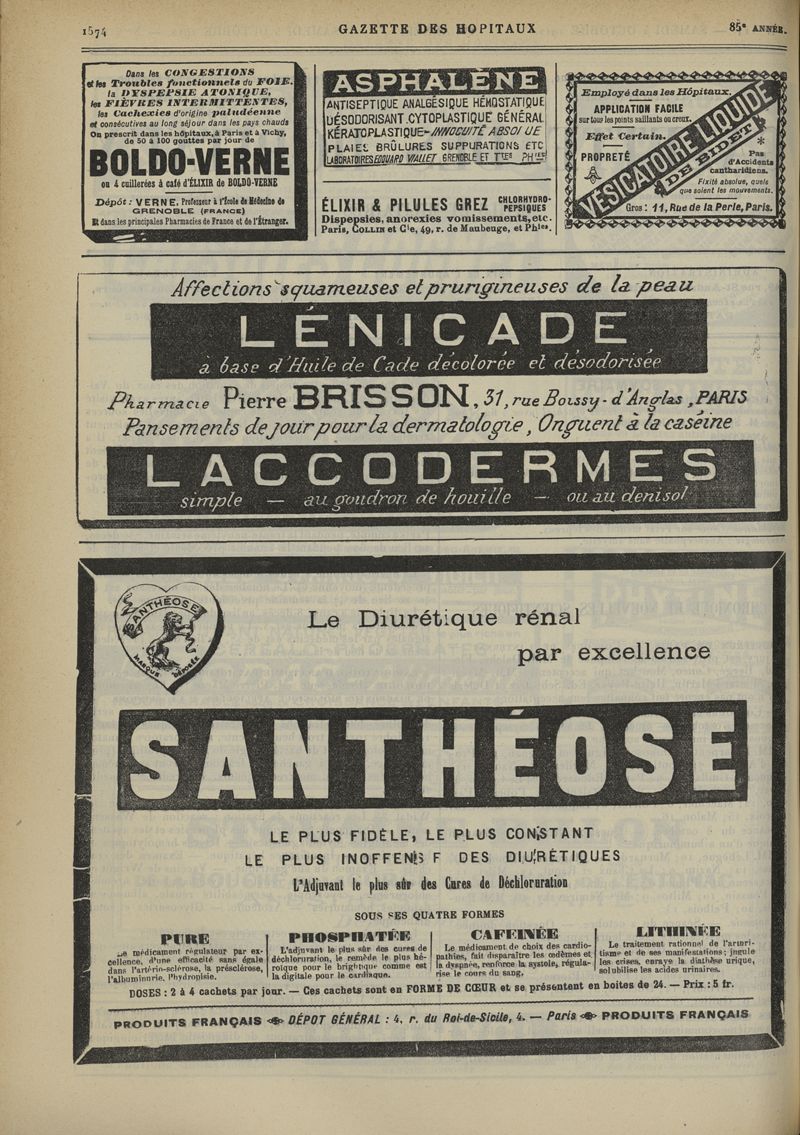 1574
GAZETTE DES HOPITAUX
85e ANNÉE.
Dans les CONGESTIONS
et les Troubles fonctionnels du FOIE.
la DYSPEPSIE ATONIQUE,
les FIÈVRES INTERMITTENTES,
les Cachexies d'origine paludéenne
et consécutives au long séjour dans les pays chauds
On prescrit dans les hôpitaux, à Paris et à Vichy,
de 50 à 100 gouttes par jour de
BOLDO-VERNE
ou 4 cuillerées à café d'ÉLIXIR de BOLDO-VERNE
Dépôt : VERNE, Professeur à l'École de Médecine de
GRENOBLE (FRANCE)
Et dans les principales Pharmacies de France et de l'Étranger.
ASPHALÈNE
ANTISEPTIQUE ANALGÉSIQUE HÉMOSTATIQUE
DÉSODORISANT.CYTOPLASTIQUE GÉNÉRAL
KÉRATOPLASTIQUE-INNOCUITÉ ABSOLUE
PLAIES BRÛLURES SUPPURATIONS ETC
LABORATOIRES EDOUARD VIALLET GRENOBLE ET TTES PHIES
ÉLIXIR & PILULES GREZ CHLORHYDRO-
PEPSIQUES
Dispepsies, anorexies vomissements, etc.
Paris, COLLIN et Cie, 49, r. de Maubeuge, et Phies.
Employé dans les Hôpitaux.
APPLICATION FACILE
sur tous les points saillants ou creux.
Effet Certain.
PROPRETÉ
VÉSICATOIRE LIQUIDE
DE BIDET
Pas
d'Accidents
cantharidiens.
Fixité absolue, quels
que soient les mouvements.
Gros : 11, Rue de la Perle, Paris.
Affections squameuses et prurigineuses de la peau
LÉNICADE
à base d'Huile de Cade décolorée et désodorisée
Pharmacie Pierre BRISSON, 31, rue Boissy-d'Anglas, PARIS
Pansements de jour pour la dermatologie, Onguent à la caséine
LACCODERMES
simple — au goudron de houille — ou au denisol
SANTHÉOSE
MARQUE DÉPOSÉE
Le Diurétique rénal
par excellence
SANTHÉOSE
LE PLUS FIDÈLE, LE PLUS CONSTANT
LE PLUS INOFFENSIF DES DIURÉTIQUES
L'Adjuvant le plus sûr des Cures de Déchloruration
SOUS SES QUATRE FORMES
PURE
Le médicament régulateur par ex-
cellence, d'une efficacité sans égale
dans l'artério-sclérose, la présclérose,
l'albuminurie, l'hydropisie.
PHOSPHATÉE
L'adjuvant le plus sûr des cures de
déchloruration, le remède le plus hé-
roïque pour le brightique comme est
la digitale pour le cardiaque.
CAFÉINÉE
Le médicament de choix des cardio-
pathies, fait disparaître les œdèmes et
la dyspnée, renforce la systole, régula-
rise le cours du sang.
LITHINÉE
Le traitement rationnel de l'arthri-
tisme et de ses manifestations ; jugule
les crises, enraye la diathèse urique,
solubilise les acides urinaires.
DOSES : 2 à 4 cachets par jour. — Ces cachets sont en FORME DE CŒUR et se présentent en boites de 24. — Prix : 5 fr.
PRODUITS FRANÇAIS DÉPOT GÉNÉRAL : 4, r. du Roi-de-Sicile, 4. — Paris PRODUITS FRANÇAIS